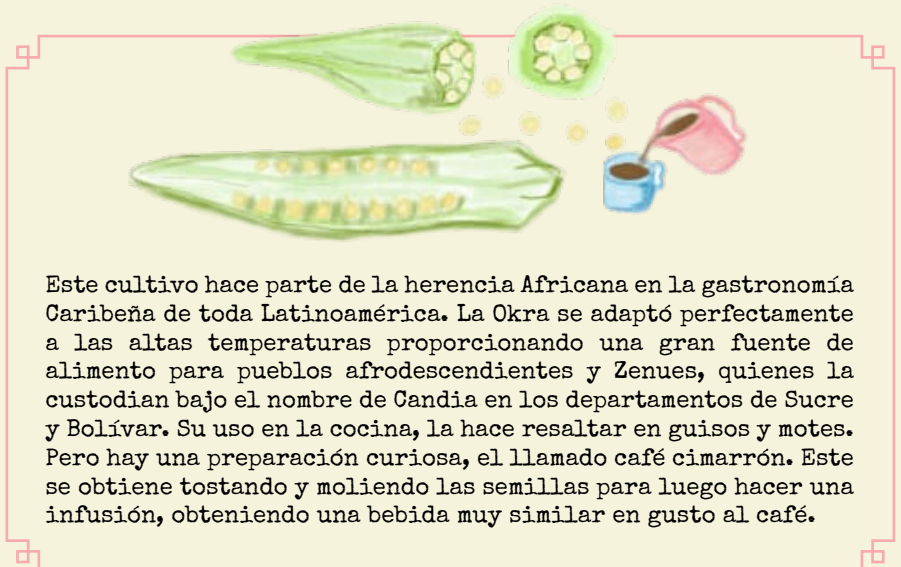 Este cultivo hace parte de la herencia Africana en la gastronomía
Caribeña de toda Latinoamérica. La Okra se adaptó perfectamente
a las altas temperaturas proporcionando una gran fuente de
alimento para pueblos afrodescendientes y Zenues, quienes la
custodian bajo el nombre de Candia en los departamentos de Sucre
y Bolívar. Su uso en la cocina, la hace resaltar en guisos y motes.
Pero hay una preparación curiosa, el llamado café cimarrón. Este
se obtiene tostando y moliendo las semillas para luego hacer una
infusión, obteniendo una bebida muy similar en gusto al café.